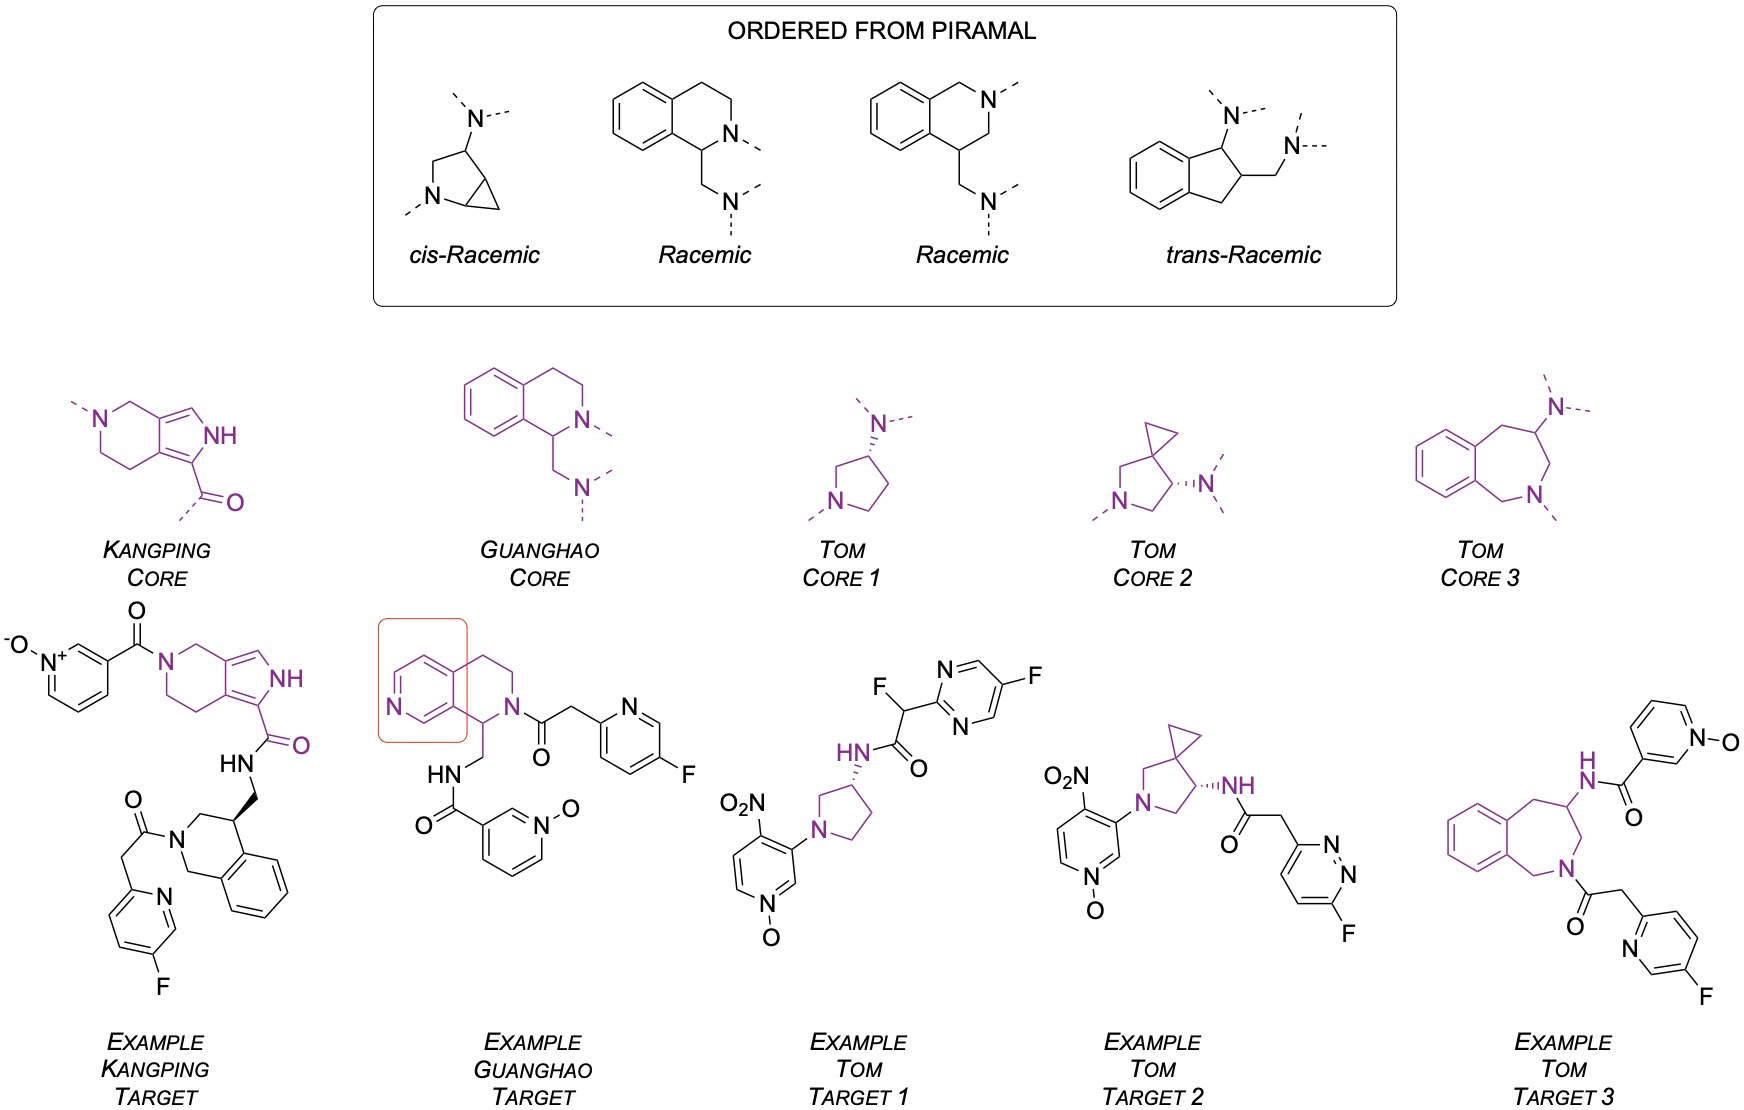 ORDERED FROM PIRAMAL
N
N
cis-Racemic
N
N
Racemic
N
N
Racemic
N
N
trans-Racemic
N
NH
O
KANGPING
CORE
N
N
GUANGHAO
CORE
N
N
TOM
CORE 1
N
N
TOM
CORE 2
N
N
TOM
CORE 3
O
-O
N+
N
NH
O
HN
O
N
N
F
EXAMPLE
KANGPING
TARGET
N
N
O
N
F
HN
O
N
O
EXAMPLE
GUANGHAO
TARGET
F
N
N
F
O
HN
O2N
N
N
O
EXAMPLE
TOM
TARGET 1
O2N
N
NH
O
N
N
N
O
F
EXAMPLE
TOM
TARGET 2
N
O
H
N
O
N
O
N
F
EXAMPLE
TOM
TARGET 3